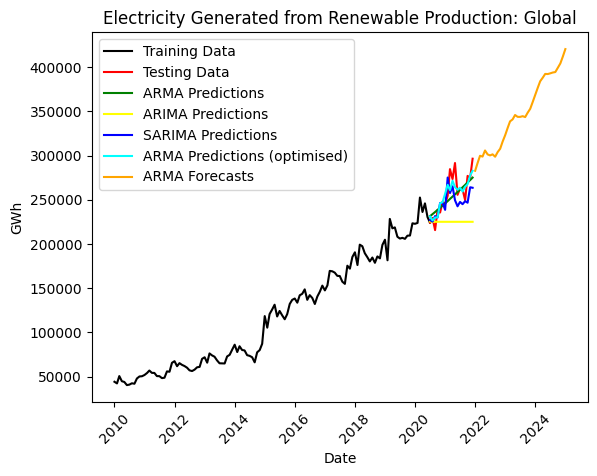 Electricity Generated from Renewable Production: Global
Training Data
Testing Data
ARMA Predictions
ARIMA Predictions
SARIMA Predictions
ARMA Predictions (optimised)
ARMA Forecasts
400000
350000
300000
250000
200000
150000
100000
50000
GWh
2010
2012
2014
2016
2018
2020
2022
2024
Date